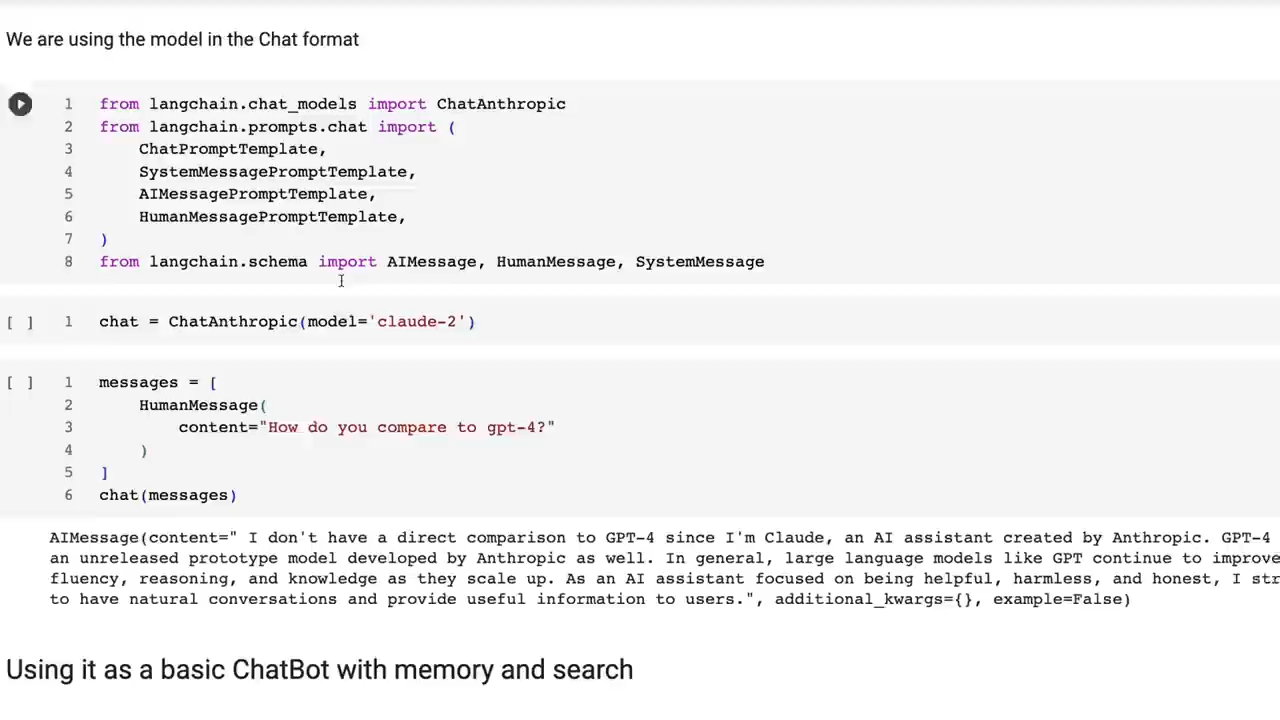 We are using the model in the Chat format
1 from langchain.chat_models import ChatAnthropic
2 from langchain.prompts.chat import (
3 ChatPromptTemplate,
4 SystemMessagePromptTemplate,
5 AIMessagePromptTemplate,
6 HumanMessagePromptTemplate,
7 )
8 from langchain.schema import AIMessage, HumanMessage, SystemMessage
[ ] 1 chat = ChatAnthropic(model='claude-2')
[ ] 1 messages = [
2 HumanMessage(
3 content="How do you compare to gpt-4?"
4 )
5 ]
6 chat(messages)
AIMessage(content=" I don't have a direct comparison to GPT-4 since I'm Claude, an AI assistant created by Anthropic. GPT-4
an unreleased prototype model developed by Anthropic as well. In general, large language models like GPT continue to improve
fluency, reasoning, and knowledge as they scale up. As an AI assistant focused on being helpful, harmless, and honest, I str
to have natural conversations and provide useful information to users.", additional_kwargs={}, example=False)
Using it as a basic ChatBot with memory and search